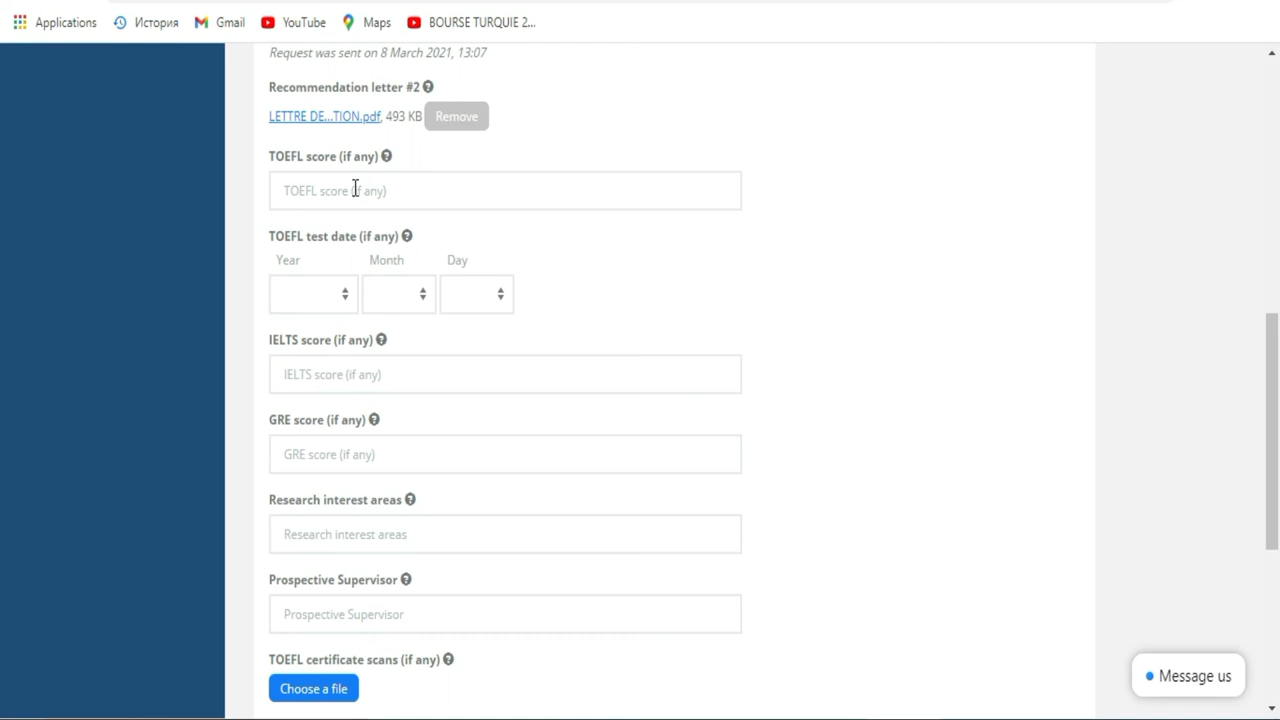 Applications История Gmail YouTube Maps BOURSE TURQUIE 2...
Request was sent on 8 March 2021, 13:07
Recommendation letter #2
LETTRE DE...TION.pdf, 493 KB Remove
TOEFL score (if any)
TOEFL score (if any)
TOEFL test date (if any)
Year Month Day
IELTS score (if any)
IELTS score (if any)
GRE score (if any)
GRE score (if any)
Research interest areas
Research interest areas
Prospective Supervisor
Prospective Supervisor
TOEFL certificate scans (if any)
Choose a file
Message us